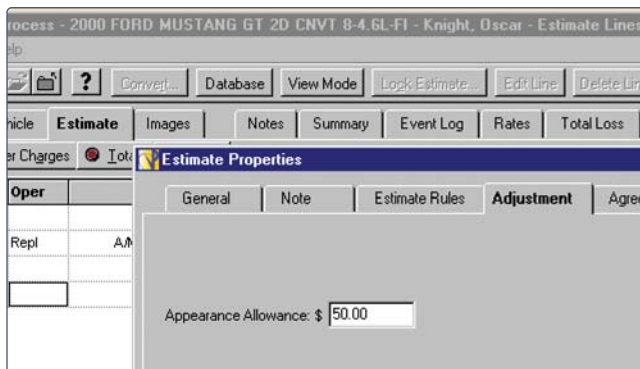 rocess - 2000 FORD MUSTANG GT 2D CNVT 8-4.6L-FI - Knight, Oscar - Estimate Lines
elp
? Convert... Database View Mode Lock Estimate... Edit Line Delete Lin
hicle Estimate Images Notes Summary Event Log Rates Total Loss
er Charges Tota
Estimate Properties
Oper
General Note Estimate Rules Adjustment Agree
Repl A/M
Appearance Allowance: $ 50.00